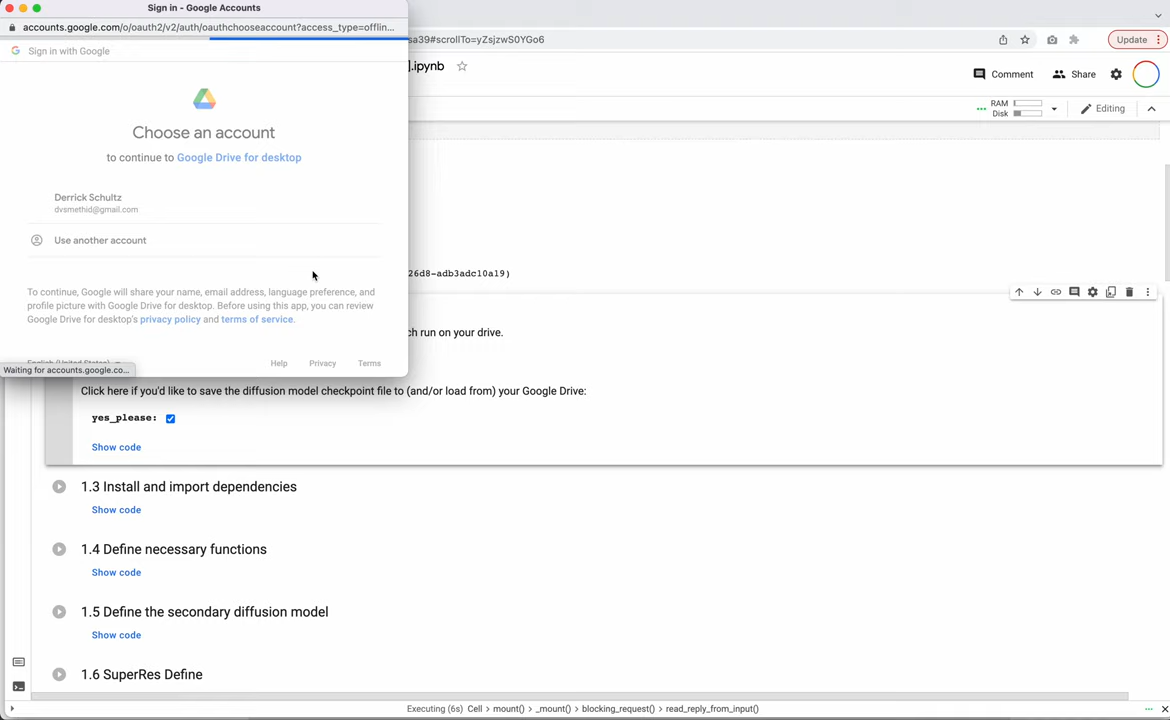 Sign in - Google Accounts
accounts.google.com/o/oauth2/v2/auth/oauthchooseaccount?access_type=offlin...
sa39#scrollTo=yZsjzwS0YGo6
Update
Sign in with Google
].ipynb
Comment
Share
RAM
Disk
Editing
Choose an account
to continue to Google Drive for desktop
Derrick Schultz
dvsmethid@gmail.com
Use another account
26d8-adb3adc10a19)
To continue, Google will share your name, email address, language preference, and
profile picture with Google Drive for desktop. Before using this app, you can review
Google Drive for desktop's privacy policy and terms of service.
ch run on your drive.
English (United States)
Help
Privacy
Terms
Waiting for accounts.google.co...
Click here if you'd like to save the diffusion model checkpoint file to (and/or load from) your Google Drive:
yes_please:
Show code
1.3 Install and import dependencies
Show code
1.4 Define necessary functions
Show code
1.5 Define the secondary diffusion model
Show code
1.6 SuperRes Define
Executing (6s) Cell > mount() > _mount() > blocking_request() > read_reply_from_input()